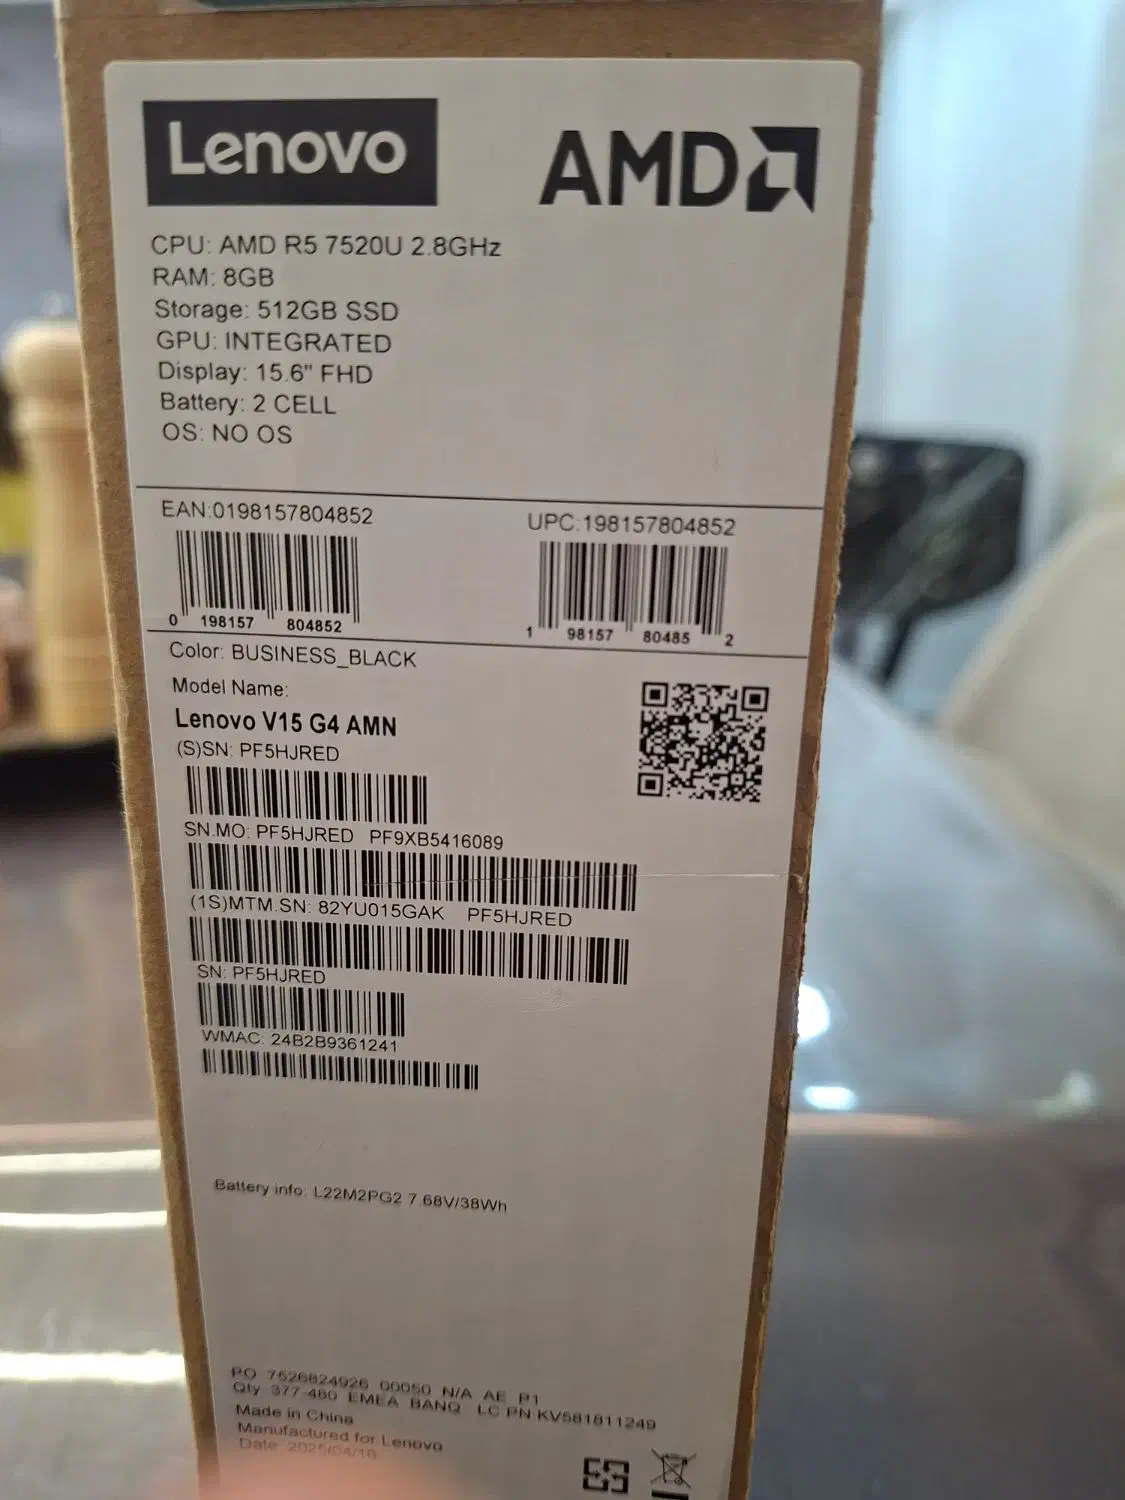 Lenovo
AMD
CPU: AMD R5 7520U 2.8GHz
RAM: 8GB
Storage: 512GB SSD
GPU: INTEGRATED
Display: 15.6" FHD
Battery: 2 CELL
OS: NO OS
EAN:0198157804852
UPC:198157804852
0 198157 804852
1 98157 80485 2
Color: BUSINESS_BLACK
Model Name:
Lenovo V15 G4 AMN
(S)SN: PF5HJRED
SN.MO: PF5HJRED PF9XB5416089
(1S)MTM.SN: 82YU015GAK PF5HJRED
SN: PF5HJRED
WMAC: 24B2B9361241
Battery info: L22M2PG2 7.68V/38Wh
PO 7526824926 00050 N/A AE P1
Qty 377-480 EMEA BANQ LC PN KV581811249
Made in China
Manufactured for Lenovo
Date: 2025/04/16